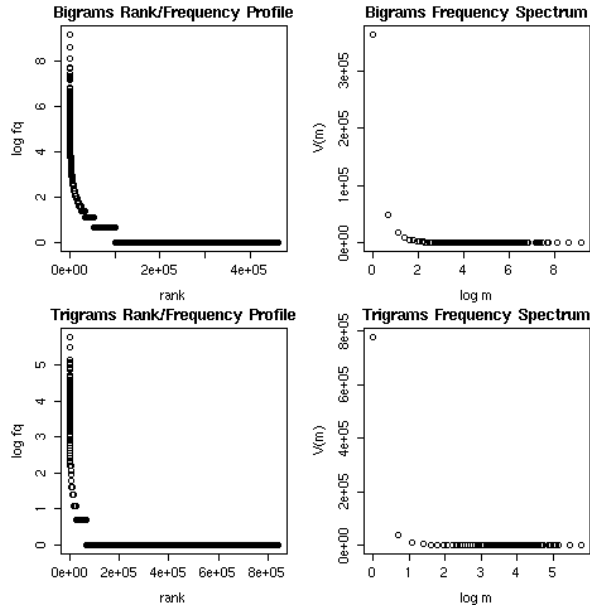 Bigrams Rank/Frequency Profile
log fq
8
6
4
2
0
0e+00 2e+05 4e+05
rank
Bigrams Frequency Spectrum
V(m)
3e+05
2e+05
1e+05
0e+00
0 2 4 6 8
log m
Trigrams Rank/Frequency Profile
log fq
5
4
3
2
1
0
0e+00 2e+05 4e+05 6e+05 8e+05
rank
Trigrams Frequency Spectrum
V(m)
8e+05
6e+05
4e+05
2e+05
0e+00
0 1 2 3 4 5
log m